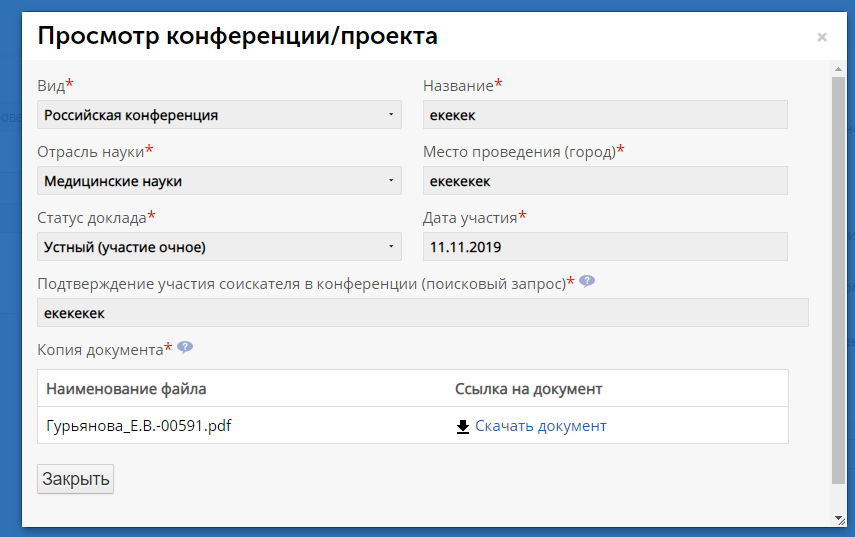 Просмотр конференции/проекта
×
Вид* Название*
Российская конференция екекек
Отрасль науки* Место проведения (город)*
Медицинские науки екекекек
Статус доклада* Дата участия*
Устный (участие очное) 11.11.2019
Подтверждение участия соискателя в конференции (поисковый запрос)* ?
екекекек
Копия документа* ?
Наименование файла Ссылка на документ
Гурьянова_Е.В.-00591.pdf Скачать документ
Закрыть